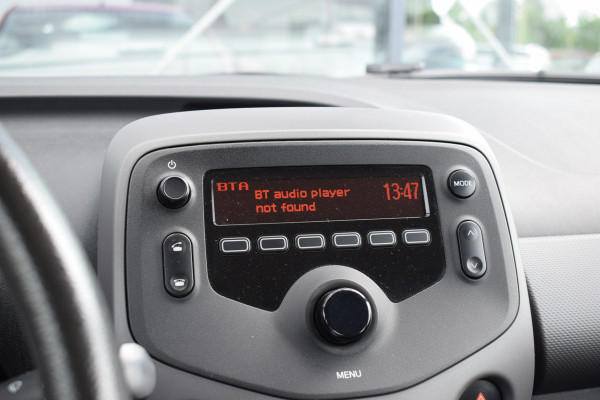 BTA
BT audio player
not found
13:47
MODE
MENU